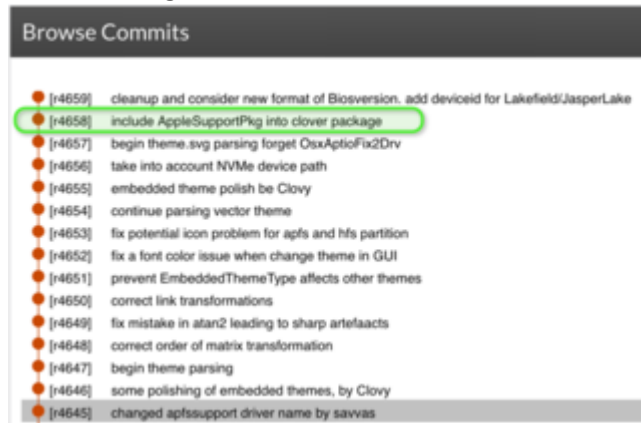 Browse Commits
[r4659] cleanup and consider new format of Biosversion. add deviceid for Lakefield/JasperLake
[r4658] include AppleSupportPkg into clover package
[r4657] begin theme.svg parsing forget OsxAptioFix2Drv
[r4656] take into account NVMe device path
[r4655] embedded theme polish be Clovy
[r4654] continue parsing vector theme
[r4653] fix potential icon problem for apfs and hfs partition
[r4652] fix a font color issue when change theme in GUI
[r4651] prevent EmbeddedThemeType affects other themes
[r4650] correct link transformations
[r4649] fix mistake in atan2 leading to sharp artefaacts
[r4648] correct order of matrix transformation
[r4647] begin theme parsing
[r4646] some polishing of embedded themes, by Clovy
[r4645] changed apfssupport driver name by savvas